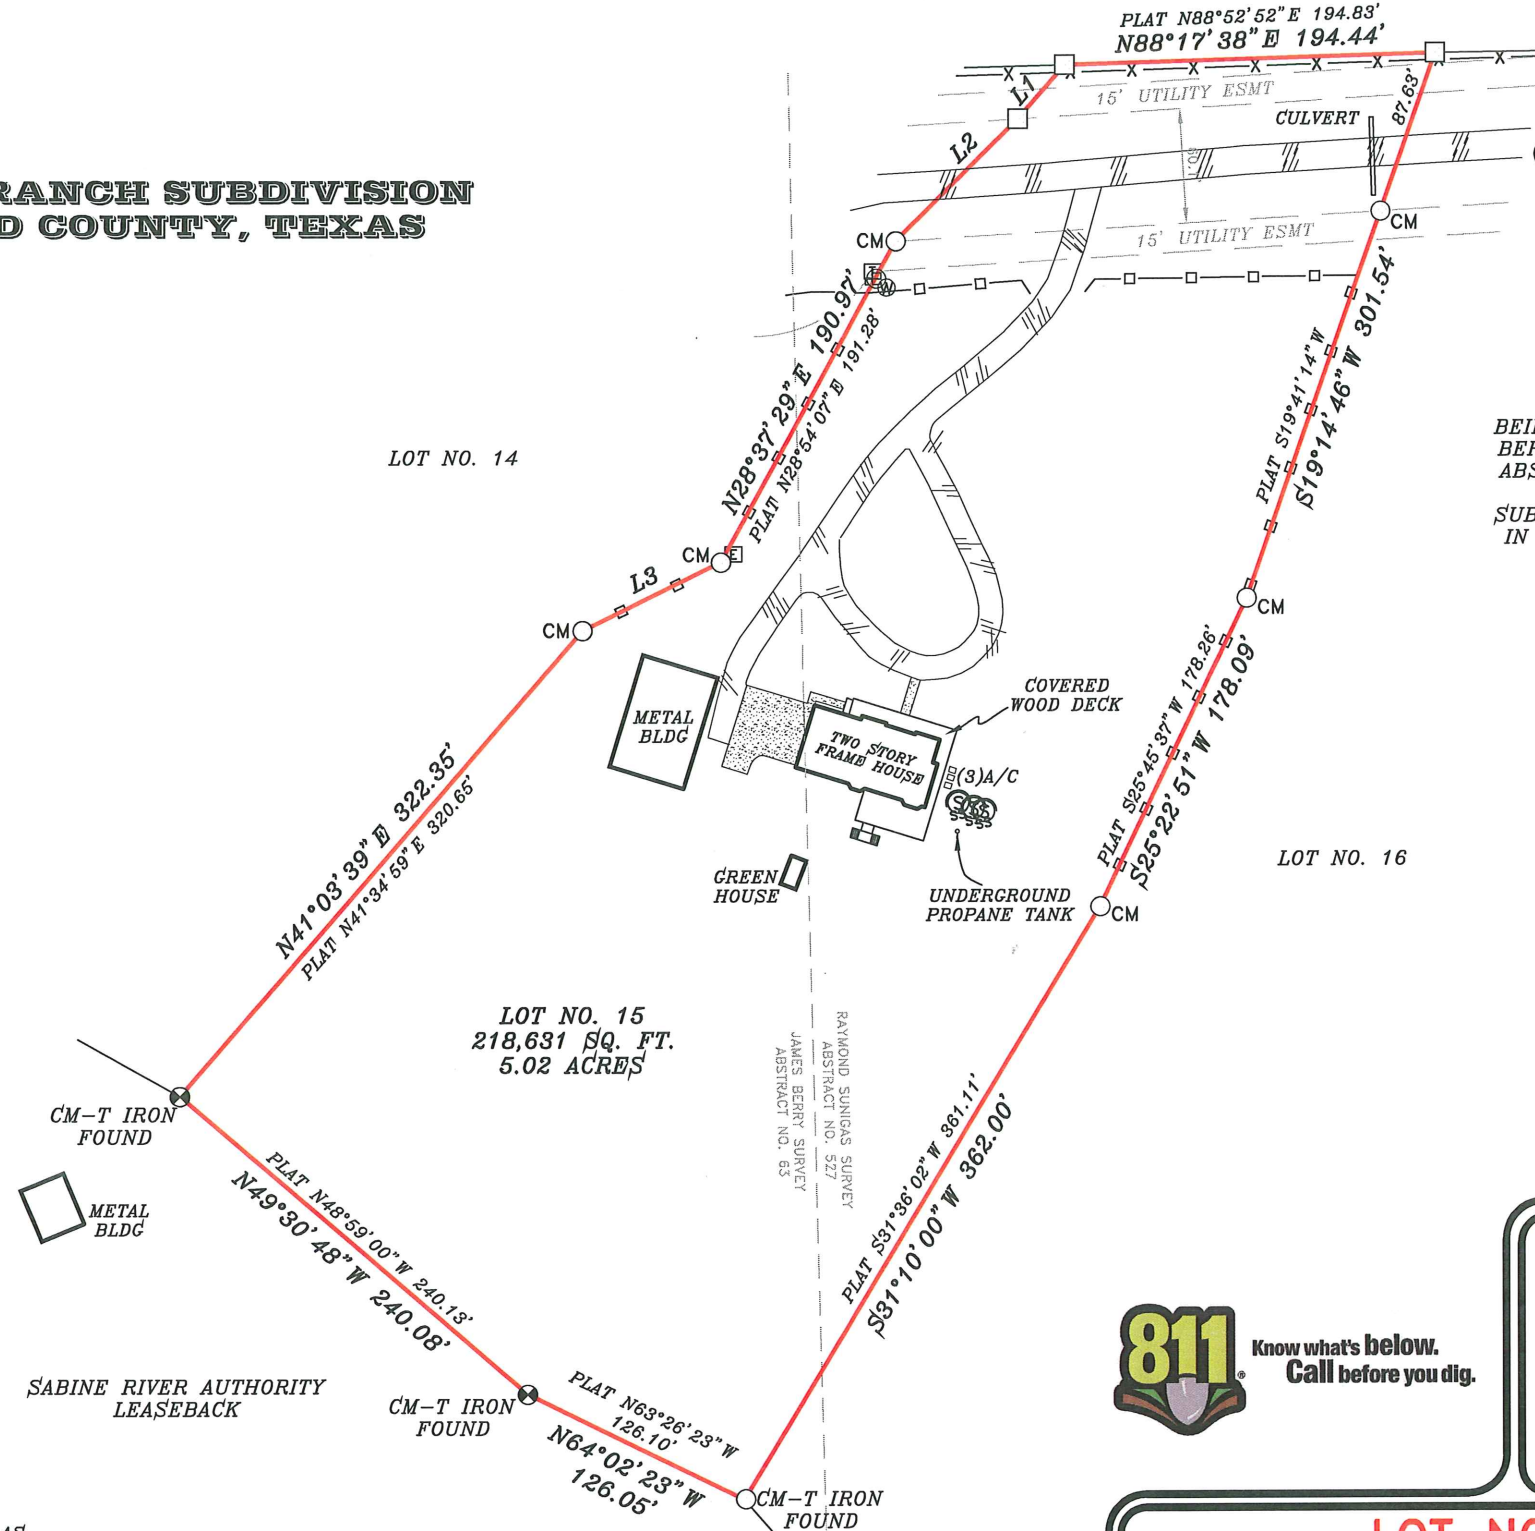 PLAT N88°52'52"E 194.83'
N88°17'38"E 194.44'
L1
15' UTILITY ESMT
87.63'
CULVERT
L2
RANCH SUBDIVISION
D COUNTY, TEXAS
CM
CM
15' UTILITY ESMT
T
E
W
N28°37'29"E 190.97'
PLAT N28°54'07"E 191.28'
PLAT S19°41'14"W
S19°14'46"W 301.54'
LOT NO. 14
BEI
BER
ABS
SUB
IN
CM
E
L3
CM
CM
COVERED
WOOD DECK
METAL
BLDG
TWO STORY
FRAME HOUSE
(3)A/C
S S S
PLAT S25°45'37"W 178.26'
S25°22'51"W 178.09'
N41°03'39"E 322.35'
PLAT N41°34'59"E 320.65'
GREEN
HOUSE
UNDERGROUND
PROPANE TANK
LOT NO. 16
CM
LOT NO. 15
218,631 SQ. FT.
5.02 ACRES
RAYMOND SUNIGAS SURVEY
ABSTRACT NO. 527
JAMES BERRY SURVEY
ABSTRACT NO. 63
CM-T IRON
FOUND
PLAT S31°36'02"W 361.11'
S31°10'00"W 362.00'
METAL
BLDG
PLAT N48°59'00"W 240.13'
N49°30'48"W 240.08'
SABINE RIVER AUTHORITY
LEASEBACK
CM-T IRON
FOUND
PLAT N63°26'23"W
126.10'
N64°02'23"W
126.05'
CM-T IRON
FOUND
811®
Know what's below.
Call before you dig.
LOT NO